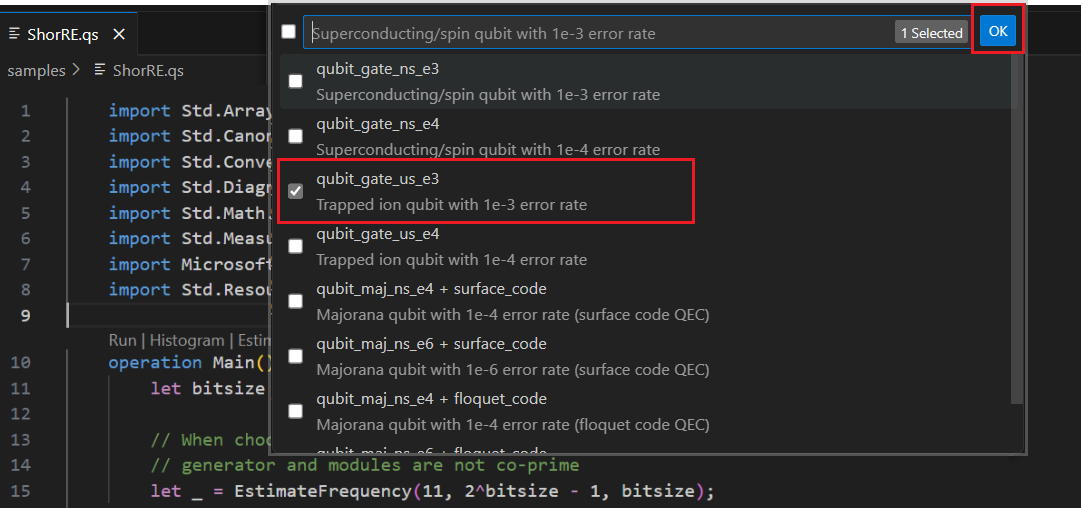 ShorRE.qs
samples > ShorRE.qs
Superconducting/spin qubit with 1e-3 error rate
1 Selected
OK
qubit_gate_ns_e3
Superconducting/spin qubit with 1e-3 error rate
qubit_gate_ns_e4
Superconducting/spin qubit with 1e-4 error rate
qubit_gate_us_e3
Trapped ion qubit with 1e-3 error rate
qubit_gate_us_e4
Trapped ion qubit with 1e-4 error rate
qubit_maj_ns_e4 + surface_code
Majorana qubit with 1e-4 error rate (surface code QEC)
qubit_maj_ns_e6 + surface_code
Majorana qubit with 1e-6 error rate (surface code QEC)
qubit_maj_ns_e4 + floquet_code
Majorana qubit with 1e-4 error rate (floquet code QEC)
qubit_maj_ns_e6 + floquet_code
1 import Std.Array
2 import Std.Canon
3 import Std.Conve
4 import Std.Diagn
5 import Std.Math
6 import Std.Measu
7 import Microsoft
8 import Std.Resou
9
Run | Histogram | Estim
10 operation Main()
11 let bitsize
12
13 // When choo
14 // generator and modules are not co-prime
15 let _ = EstimateFrequency(11, 2^bitsize - 1, bitsize);